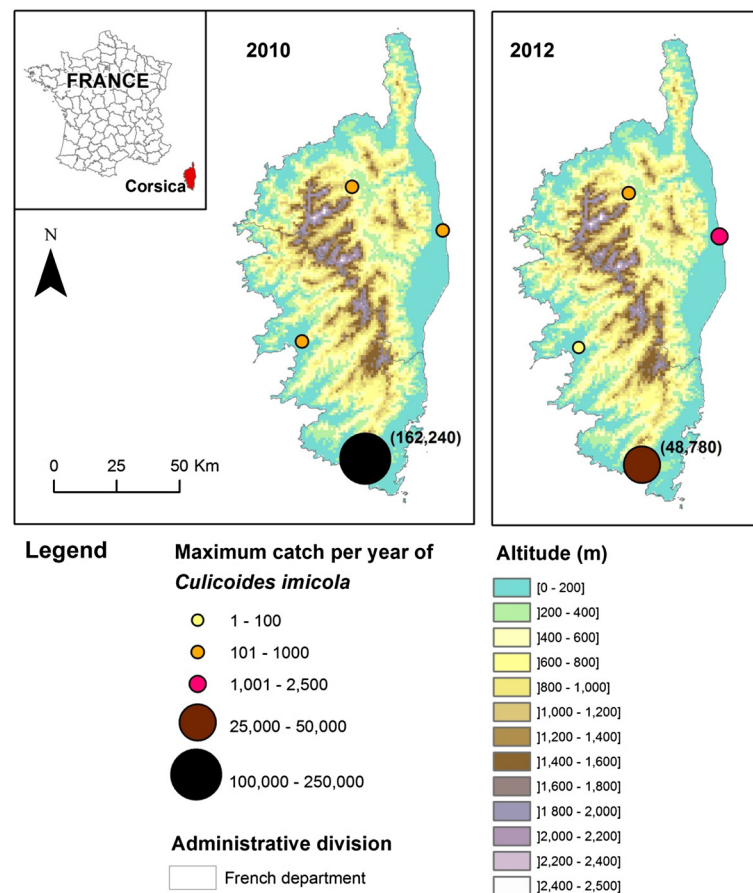 FRANCE
Corsica
N
0 25 50 Km
2010
(162,240)
2012
(48,780)
Legend
Maximum catch per year of
Culicoides imicola
1 - 100
101 - 1000
1,001 - 2,500
25,000 - 50,000
100,000 - 250,000
Administrative division
French department
Altitude (m)
[0 - 200]
]200 - 400]
]400 - 600]
]600 - 800]
]800 - 1,000]
]1,000 - 1,200]
]1,200 - 1,400]
]1,400 - 1,600]
]1,600 - 1,800]
]1 800 - 2,000]
]2,000 - 2,200]
]2,200 - 2,400]
]2,400 - 2,500]